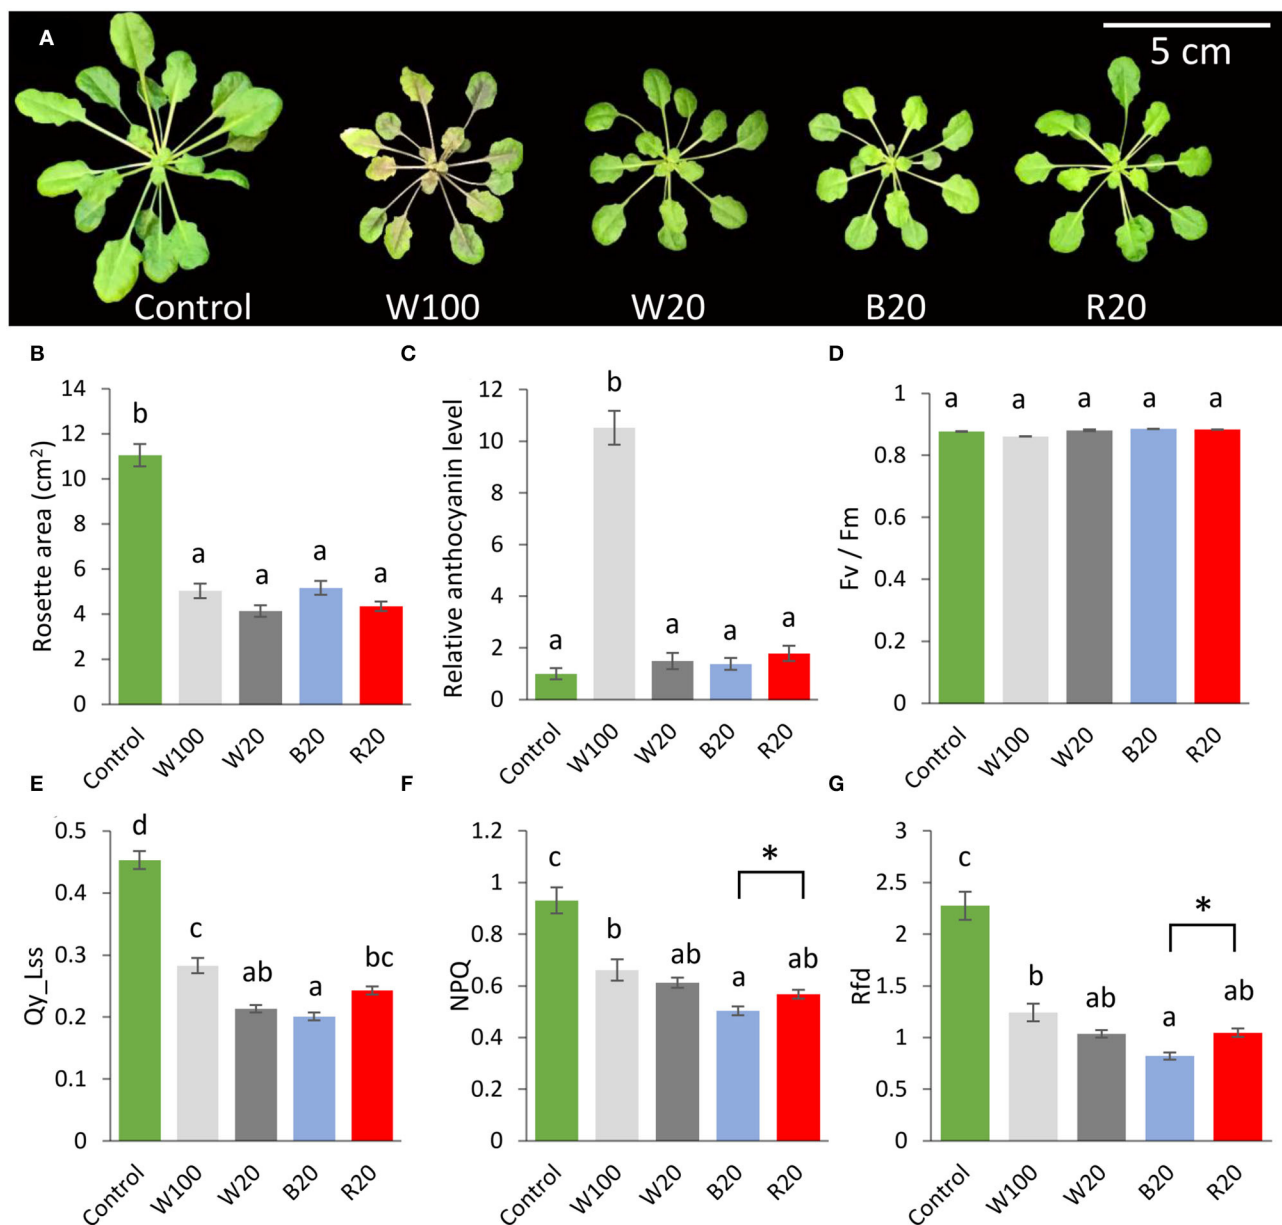 A
5 cm
Control W100 W20 B20 R20
B
Rosette area (cm²)
14
12
10
8
6
4
2
0
b
a
a
a
a
Control
W100
W20
B20
R20
C
Relative anthocyanin level
12
10
8
6
4
2
0
a
b
a
a
a
Control
W100
W20
B20
R20
D
Fv / Fm
1
0.8
0.6
0.4
0.2
0
a
a
a
a
a
Control
W100
W20
B20
R20
E
Qy_Lss
0.5
0.4
0.3
0.2
0.1
0
d
c
ab
a
bc
Control
W100
W20
B20
R20
F
NPQ
1.2
1
0.8
0.6
0.4
0.2
0
c
b
ab
a
ab
*
Control
W100
W20
B20
R20
G
Rfd
3
2.5
2
1.5
1
0.5
0
c
b
ab
a
ab
*
Control
W100
W20
B20
R20